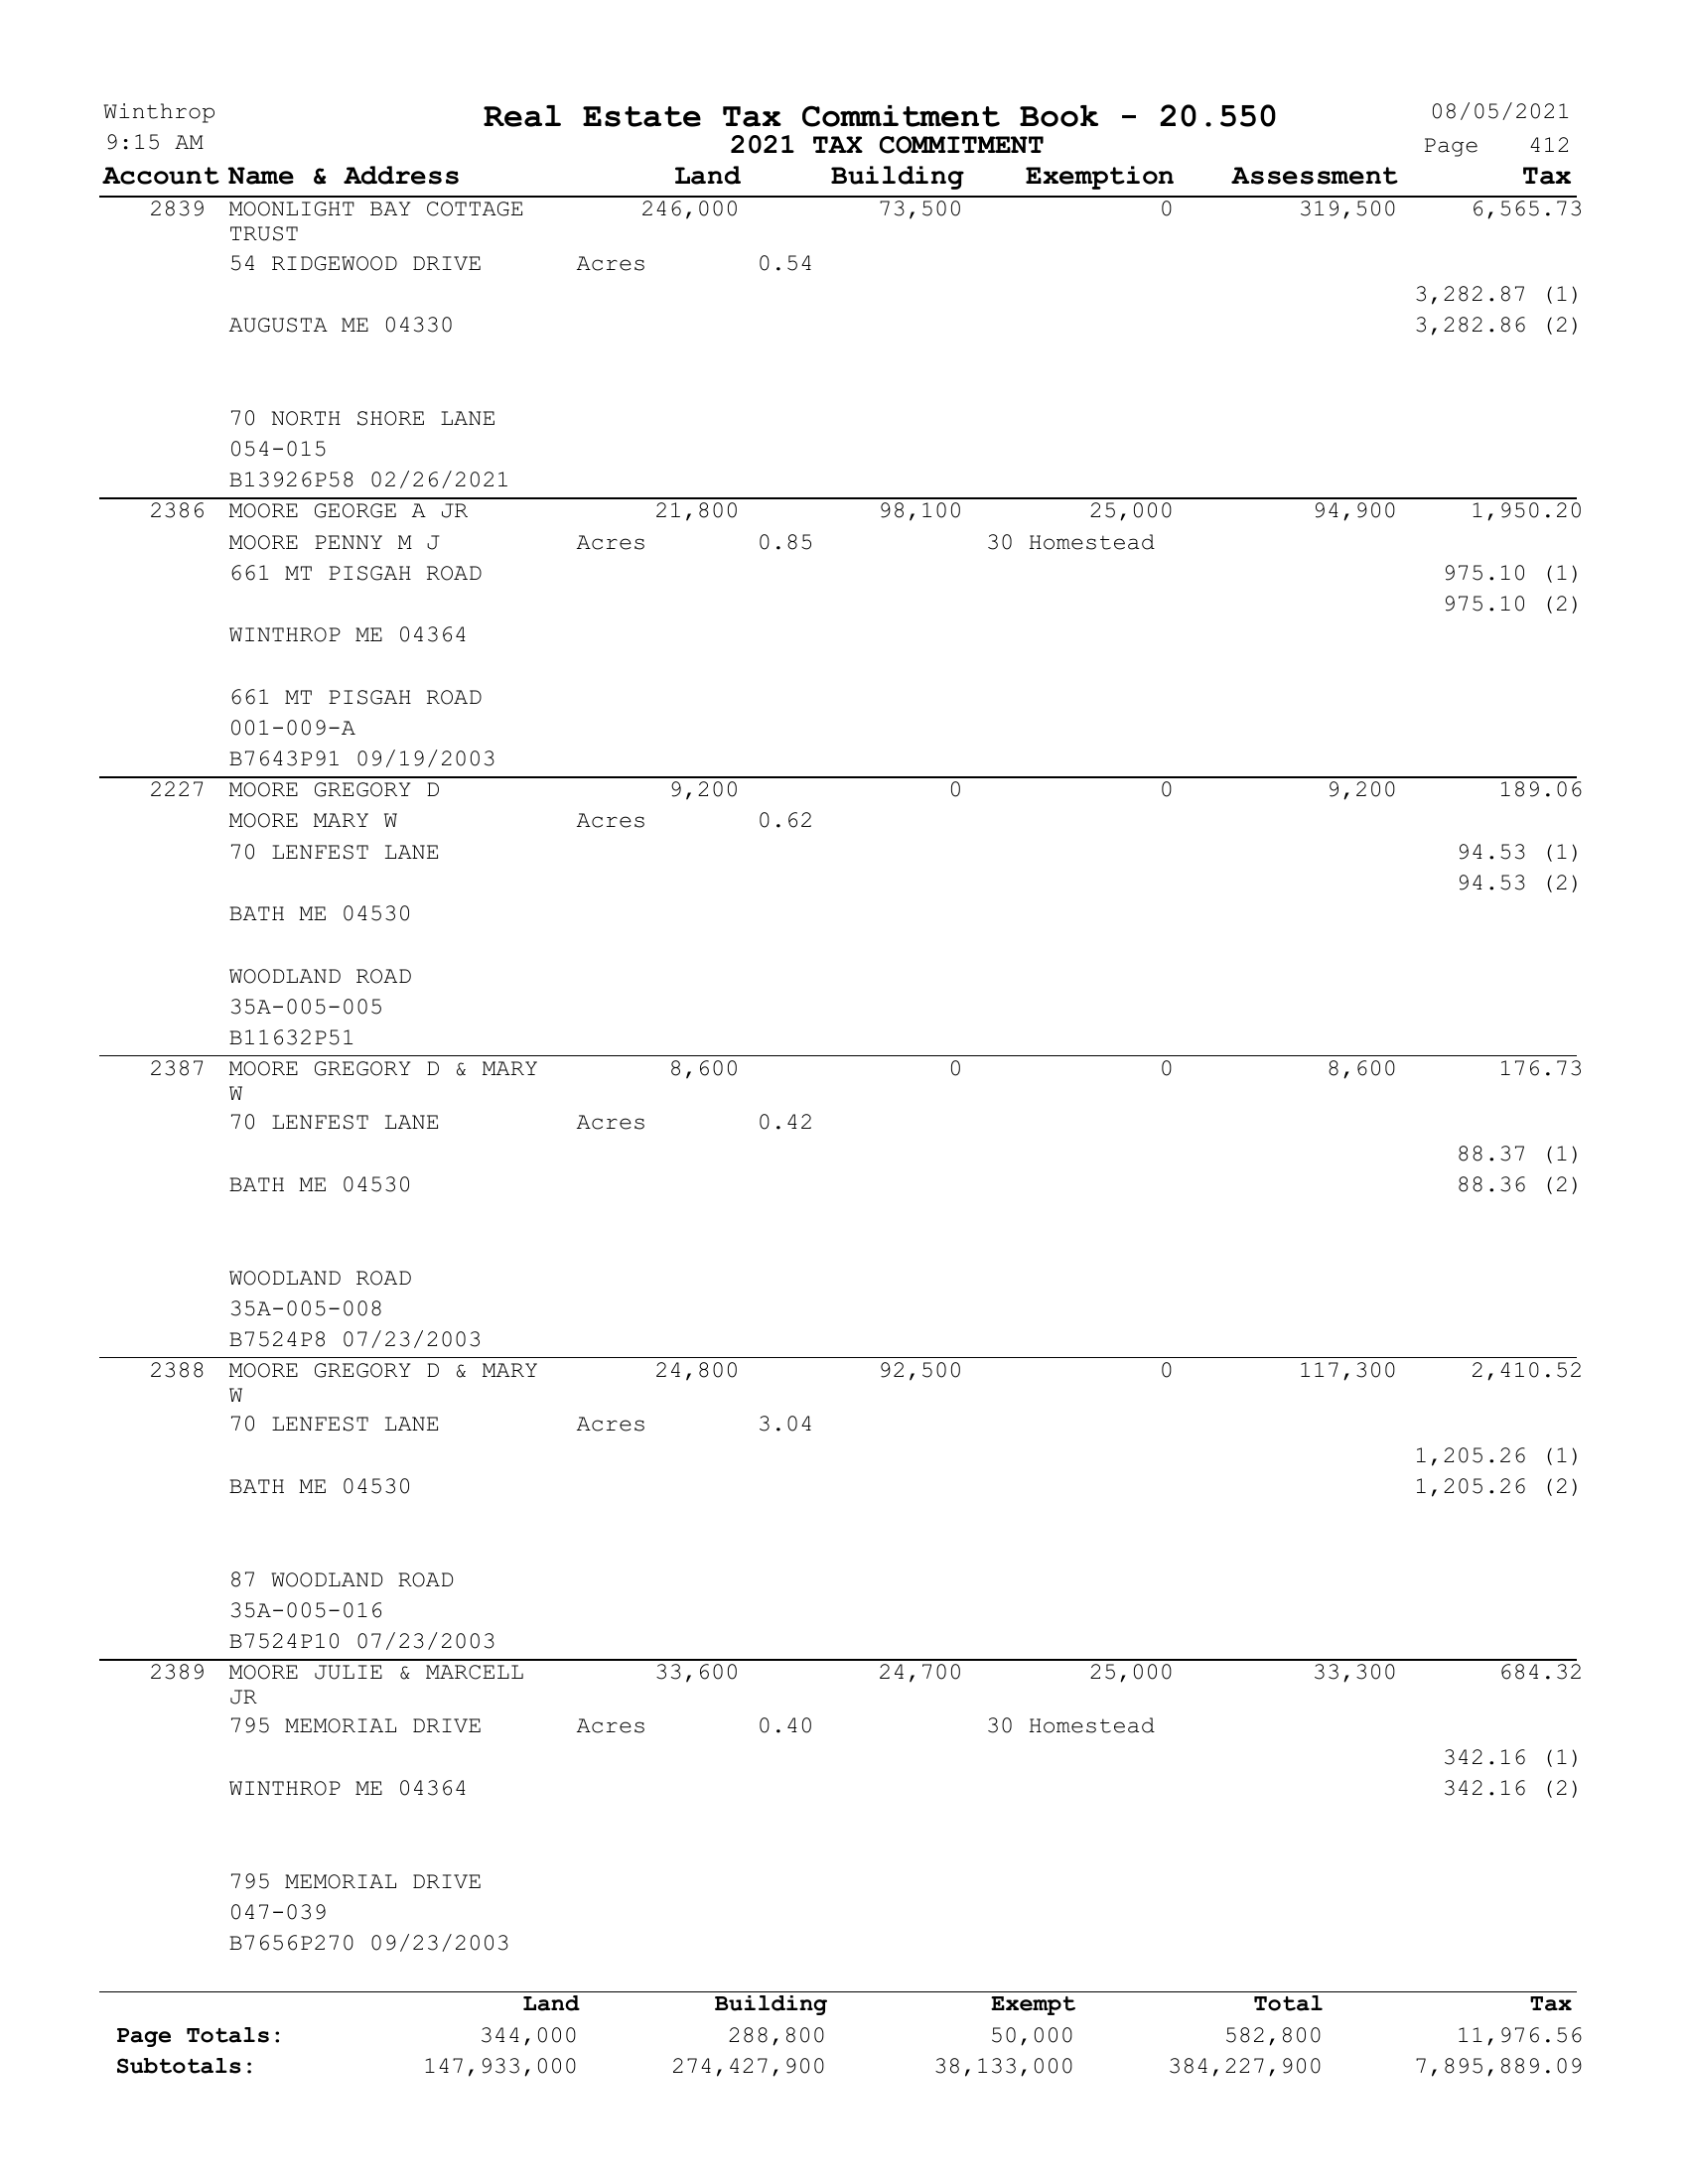 Winthrop Real Estate Tax Commitment Book - 20.550 08/05/2021
9:15 AM 2021 TAX COMMITMENT Page 412
Account Name & Address Land Building Exemption Assessment Tax
2839 MOONLIGHT BAY COTTAGE 246,000 73,500 0 319,500 6,565.73
TRUST
54 RIDGEWOOD DRIVE Acres 0.54
3,282.87 (1)
AUGUSTA ME 04330 3,282.86 (2)
70 NORTH SHORE LANE
054-015
B13926P58 02/26/2021
2386 MOORE GEORGE A JR 21,800 98,100 25,000 94,900 1,950.20
MOORE PENNY M J Acres 0.85 30 Homestead
661 MT PISGAH ROAD 975.10 (1)
975.10 (2)
WINTHROP ME 04364
661 MT PISGAH ROAD
001-009-A
B7643P91 09/19/2003
2227 MOORE GREGORY D 9,200 0 0 9,200 189.06
MOORE MARY W Acres 0.62
70 LENFEST LANE 94.53 (1)
94.53 (2)
BATH ME 04530
WOODLAND ROAD
35A-005-005
B11632P51
2387 MOORE GREGORY D & MARY 8,600 0 0 8,600 176.73
W
70 LENFEST LANE Acres 0.42
88.37 (1)
BATH ME 04530 88.36 (2)
WOODLAND ROAD
35A-005-008
B7524P8 07/23/2003
2388 MOORE GREGORY D & MARY 24,800 92,500 0 117,300 2,410.52
W
70 LENFEST LANE Acres 3.04
1,205.26 (1)
BATH ME 04530 1,205.26 (2)
87 WOODLAND ROAD
35A-005-016
B7524P10 07/23/2003
2389 MOORE JULIE & MARCELL 33,600 24,700 25,000 33,300 684.32
JR
795 MEMORIAL DRIVE Acres 0.40 30 Homestead
342.16 (1)
WINTHROP ME 04364 342.16 (2)
795 MEMORIAL DRIVE
047-039
B7656P270 09/23/2003
Land Building Exempt Total Tax
Page Totals: 344,000 288,800 50,000 582,800 11,976.56
Subtotals: 147,933,000 274,427,900 38,133,000 384,227,900 7,895,889.09